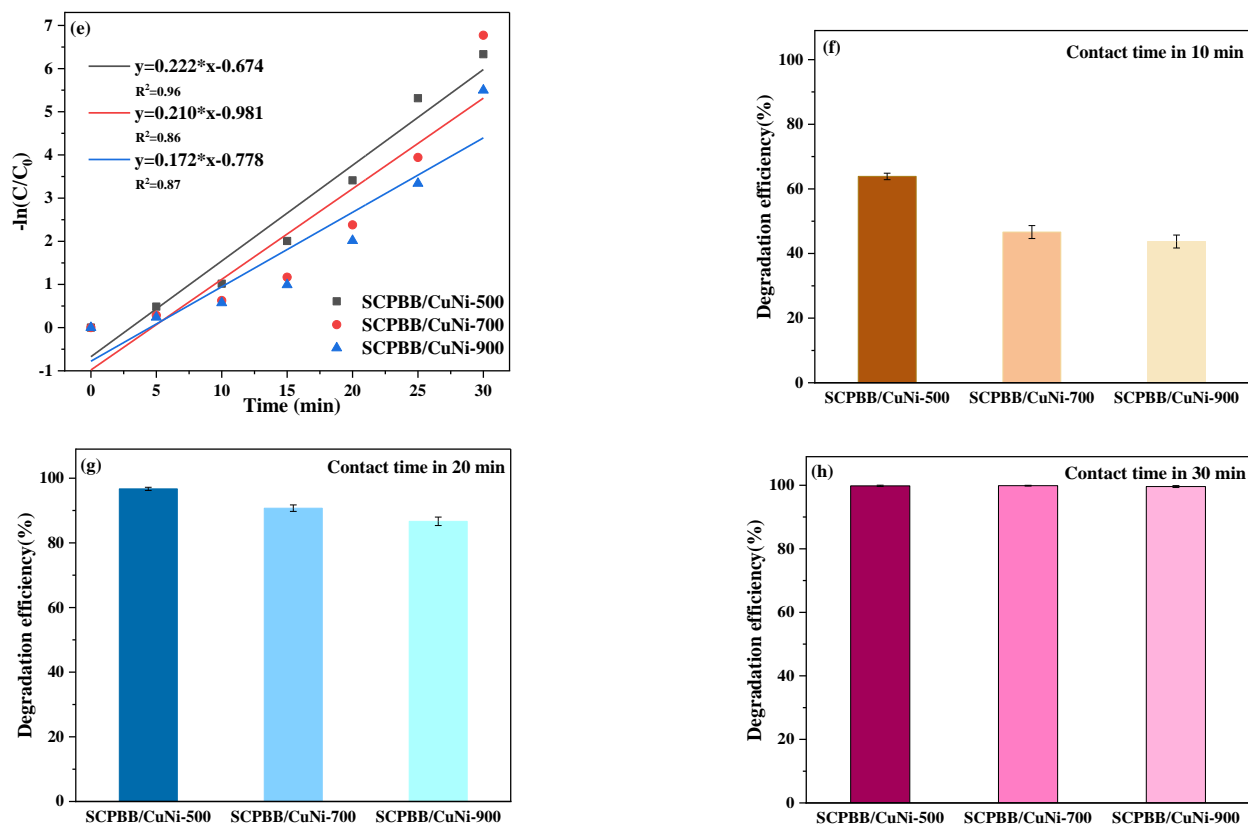 (e)
7
6
5
4
3
2
1
0
-1
-ln(C/C₀)
y=0.222*x-0.674
R²=0.96
y=0.210*x-0.981
R²=0.86
y=0.172*x-0.778
R²=0.87
SCPBB/CuNi-500
SCPBB/CuNi-700
SCPBB/CuNi-900
0 5 10 15 20 25 30
Time (min)
(f)
Contact time in 10 min
100
80
60
40
20
0
Degradation efficiency(%)
SCPBB/CuNi-500 SCPBB/CuNi-700 SCPBB/CuNi-900
(g)
Contact time in 20 min
100
80
60
40
20
0
Degradation efficiency(%)
SCPBB/CuNi-500 SCPBB/CuNi-700 SCPBB/CuNi-900
(h)
Contact time in 30 min
100
80
60
40
20
0
Degradation efficiency(%)
SCPBB/CuNi-500 SCPBB/CuNi-700 SCPBB/CuNi-900